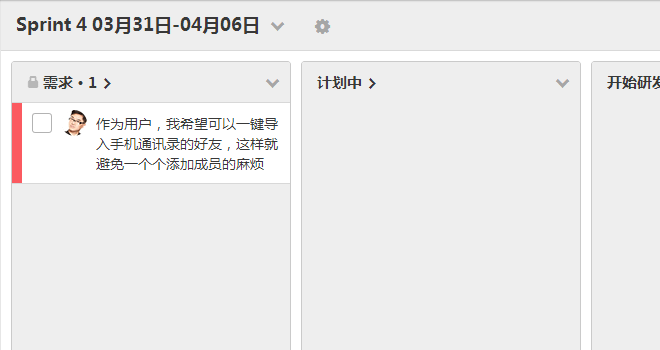 Sprint 4 03月31日-04月06日
需求 · 1
计划中
开始研发
作为用户，我希望可以一键导
入手机通讯录的好友，这样就
避免一个个添加成员的麻烦